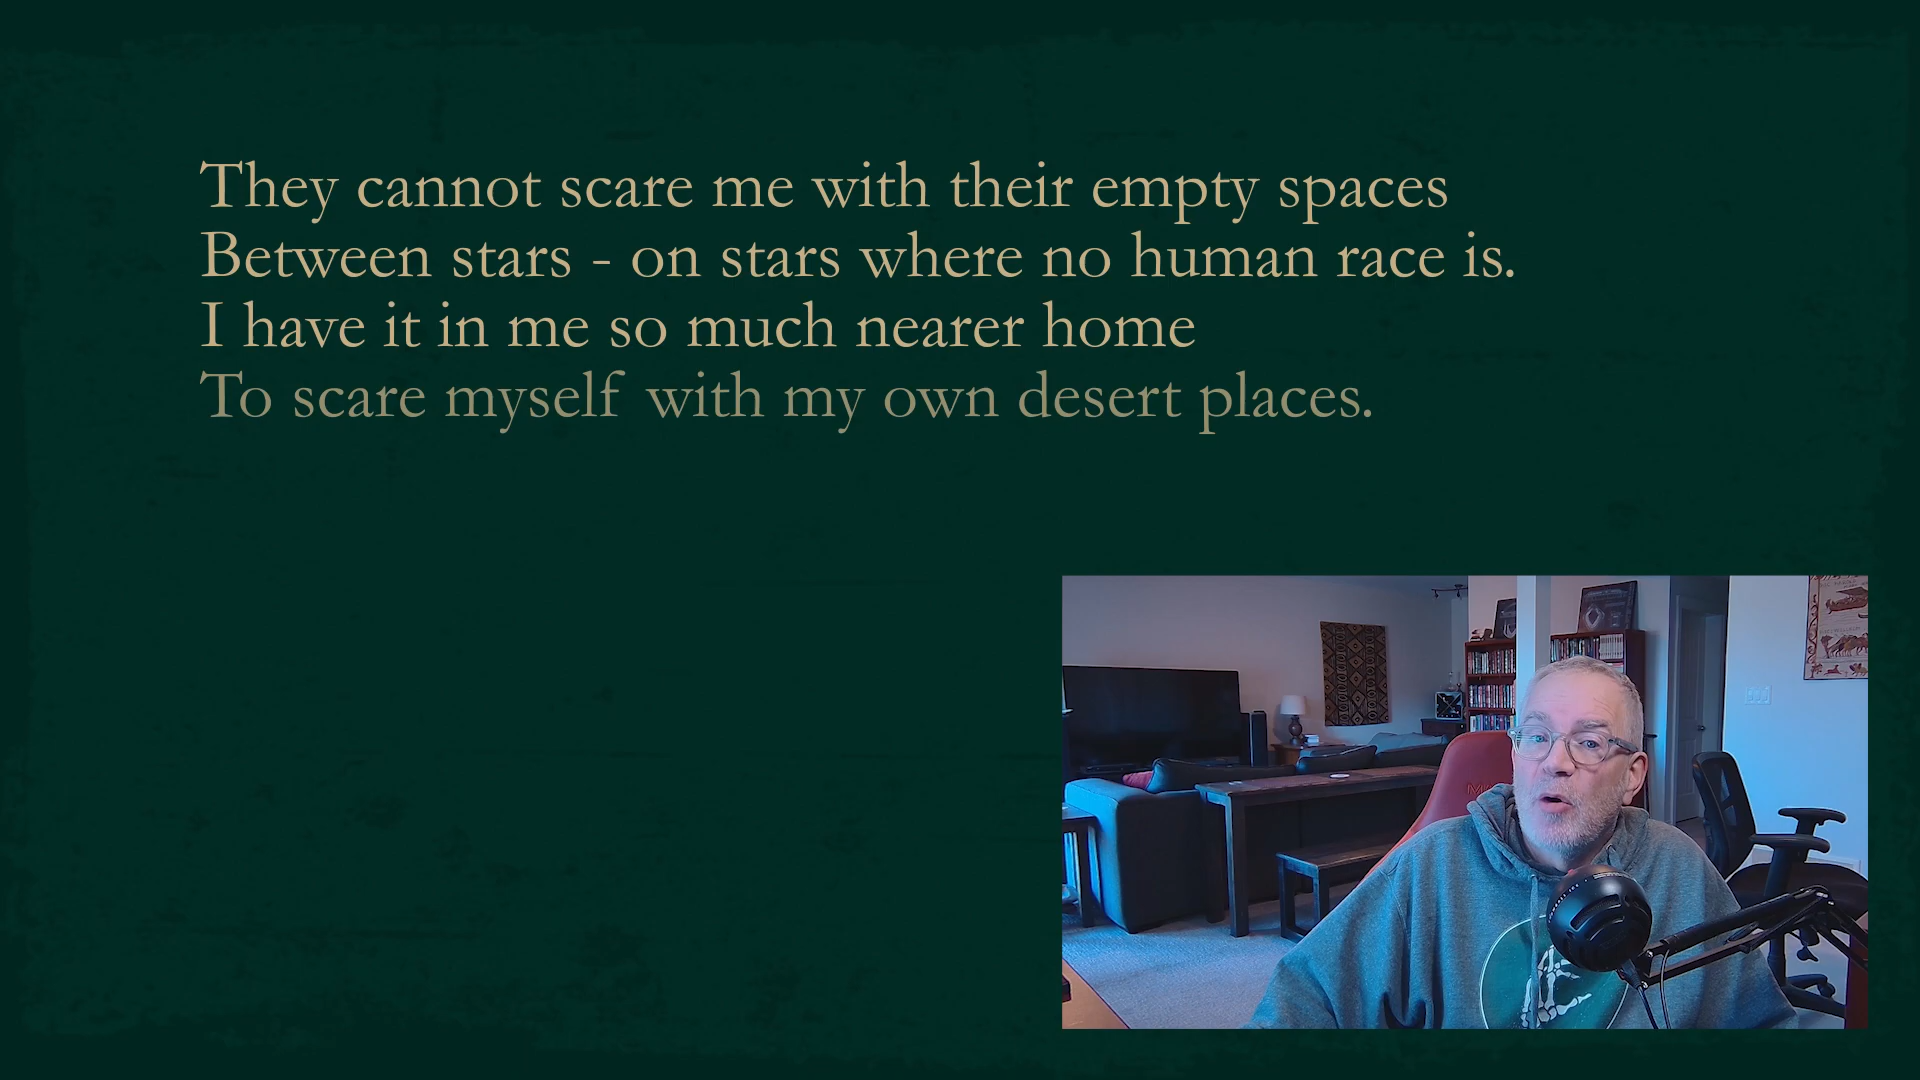 They cannot scare me with their empty spaces
Between stars - on stars where no human race is.
I have it in me so much nearer home
To scare myself with my own desert places.